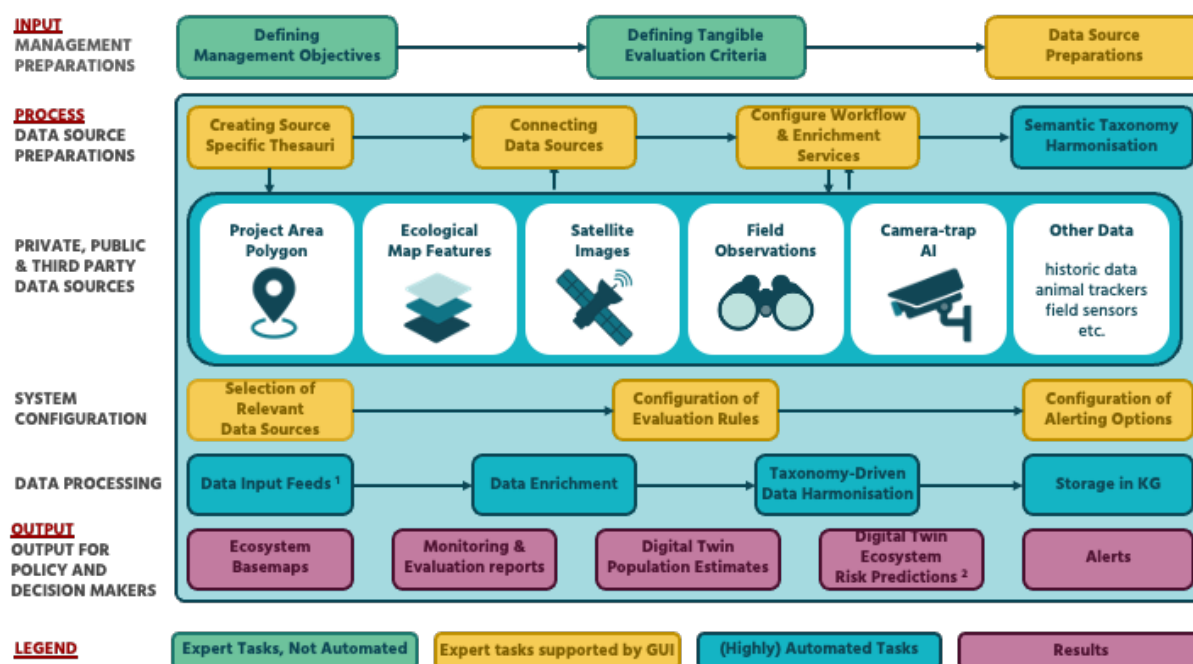 INPUT
MANAGEMENT
PREPARATIONS
Defining
Management Objectives
Defining Tangible
Evaluation Criteria
Data Source
Preparations
PROCESS
DATA SOURCE
PREPARATIONS
Creating Source
Specific Thesauri
Connecting
Data Sources
Configure Workflow
& Enrichment
Services
Semantic Taxonomy
Harmonisation
PRIVATE, PUBLIC
& THIRD PARTY
DATA SOURCES
Project Area
Polygon
Ecological
Map Features
Satellite
Images
Field
Observations
Camera-trap
AI
Other Data
historic data
animal trackers
field sensors
etc.
SYSTEM
CONFIGURATION
Selection of
Relevant
Data Sources
Configuration of
Evaluation Rules
Configuration of
Alerting Options
DATA PROCESSING
Data Input Feeds ¹
Data Enrichment
Taxonomy-Driven
Data Harmonisation
Storage in KG
OUTPUT
OUTPUT FOR
POLICY AND
DECISION MAKERS
Ecosystem
Basemaps
Monitoring &
Evaluation reports
Digital Twin
Population Estimates
Digital Twin
Ecosystem
Risk Predictions ²
Alerts
LEGEND
Expert Tasks, Not Automated
Expert tasks supported by GUI
(Highly) Automated Tasks
Results